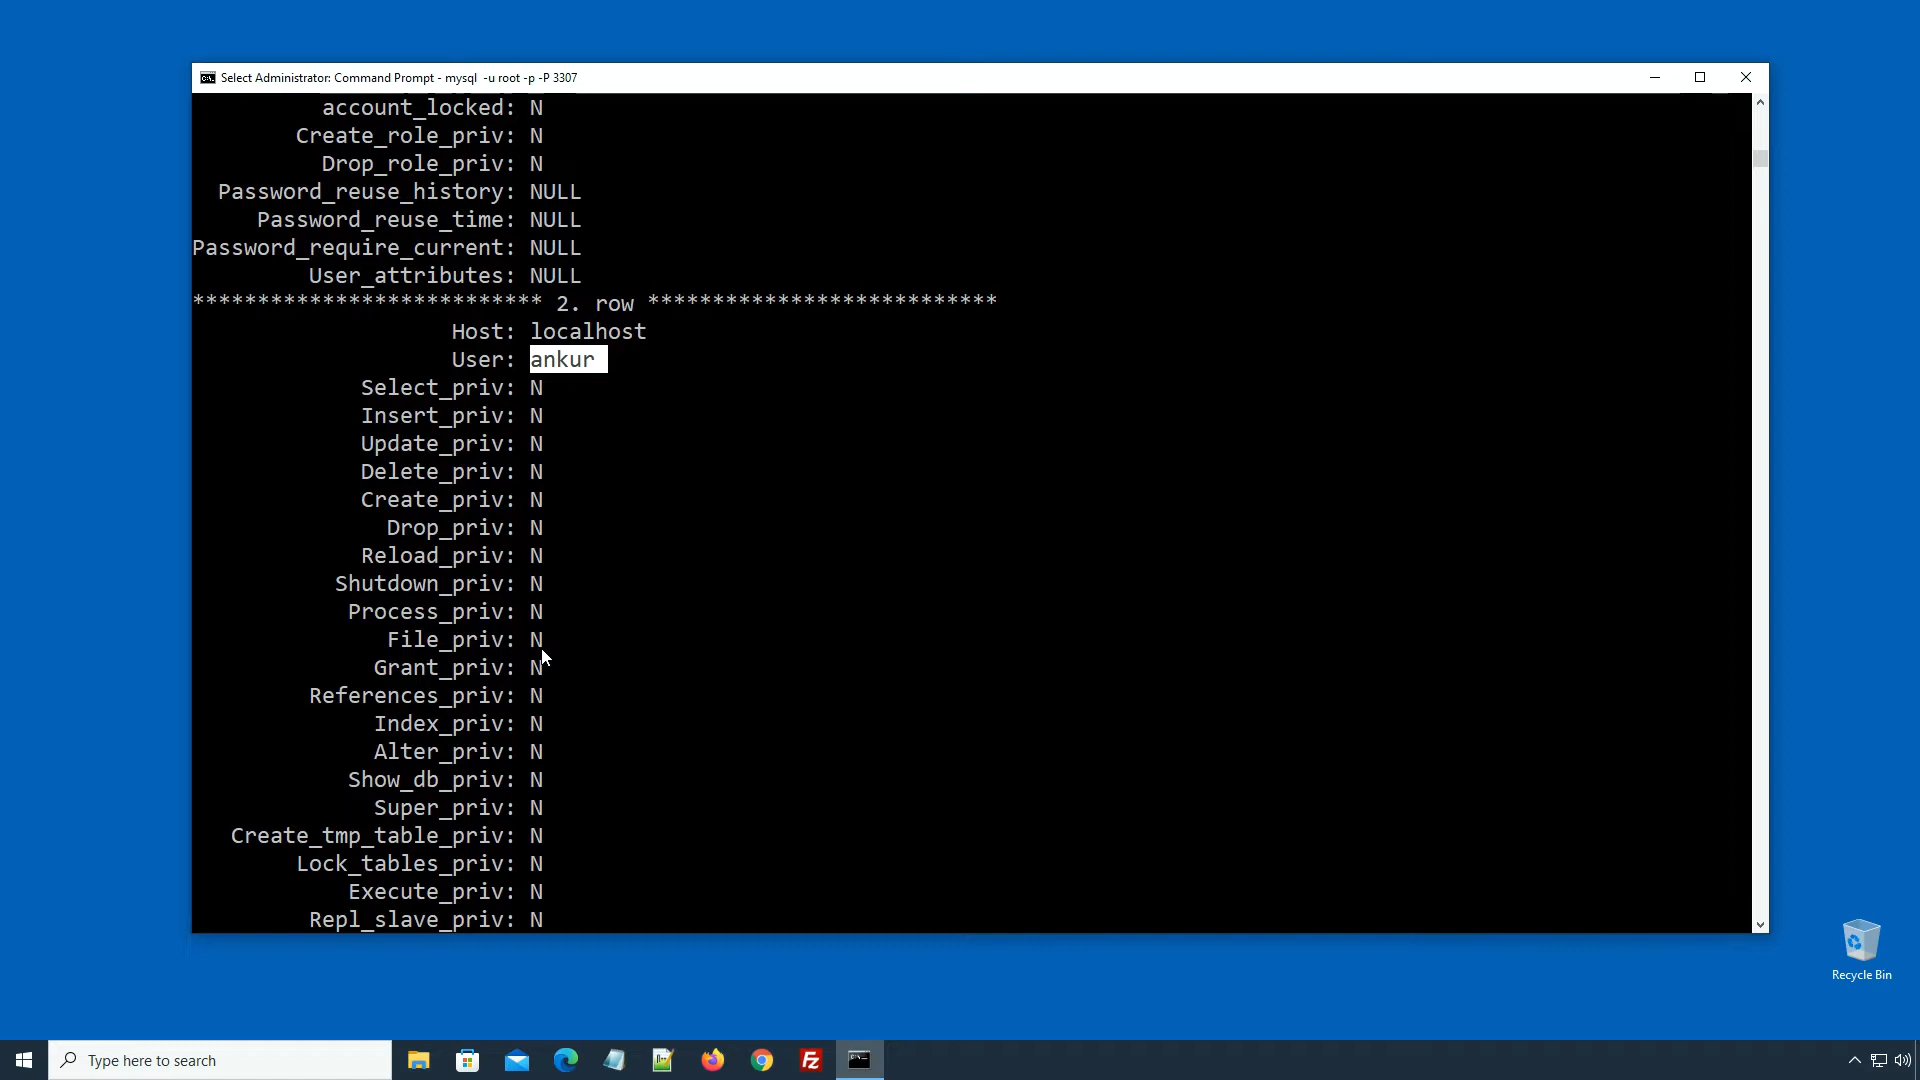 Select Administrator: Command Prompt - mysql  -u root -p -P 3307
account_locked: N
Create_role_priv: N
Drop_role_priv: N
Password_reuse_history: NULL
Password_reuse_time: NULL
Password_require_current: NULL
User_attributes: NULL
*************************** 2. row ***************************
Host: localhost
User: ankur
Select_priv: N
Insert_priv: N
Update_priv: N
Delete_priv: N
Create_priv: N
Drop_priv: N
Reload_priv: N
Shutdown_priv: N
Process_priv: N
File_priv: N
Grant_priv: N
References_priv: N
Index_priv: N
Alter_priv: N
Show_db_priv: N
Super_priv: N
Create_tmp_table_priv: N
Lock_tables_priv: N
Execute_priv: N
Repl_slave_priv: N
Recycle Bin
Type here to search